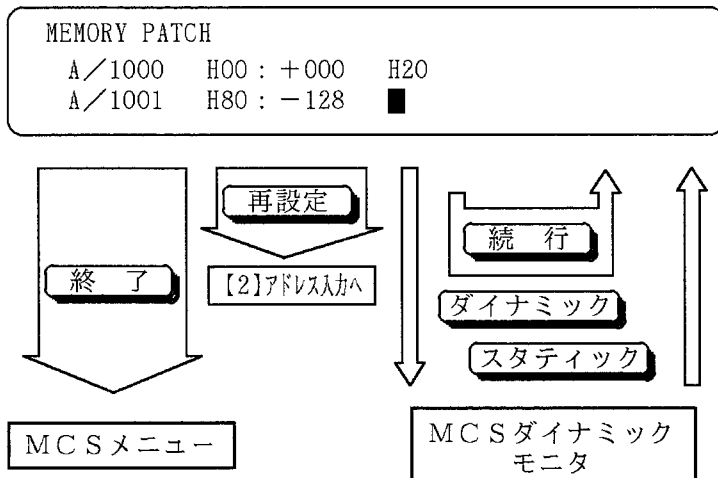 MEMORY PATCH
A／1000 H00：＋000 H20
A／1001 H80：－128
再設定
続 行
終 了
【2】ｱﾄﾞﾚｽ入力へ
ダイナミック
スタティック
ＭＣＳメニュー
ＭＣＳダイナミック
モニタ